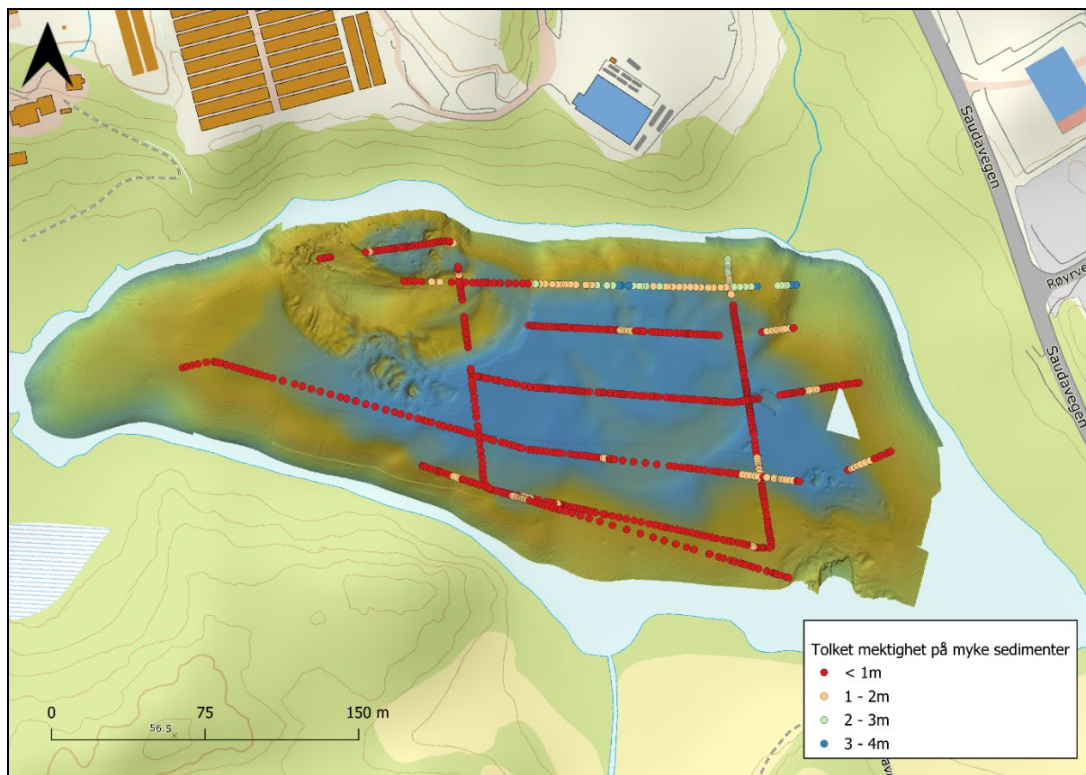 Saudavegen
Røyrve
Saudavegen
0 75 150 m
56.5
Tolket mektighet på myke sedimenter
< 1m
1 - 2m
2 - 3m
3 - 4m